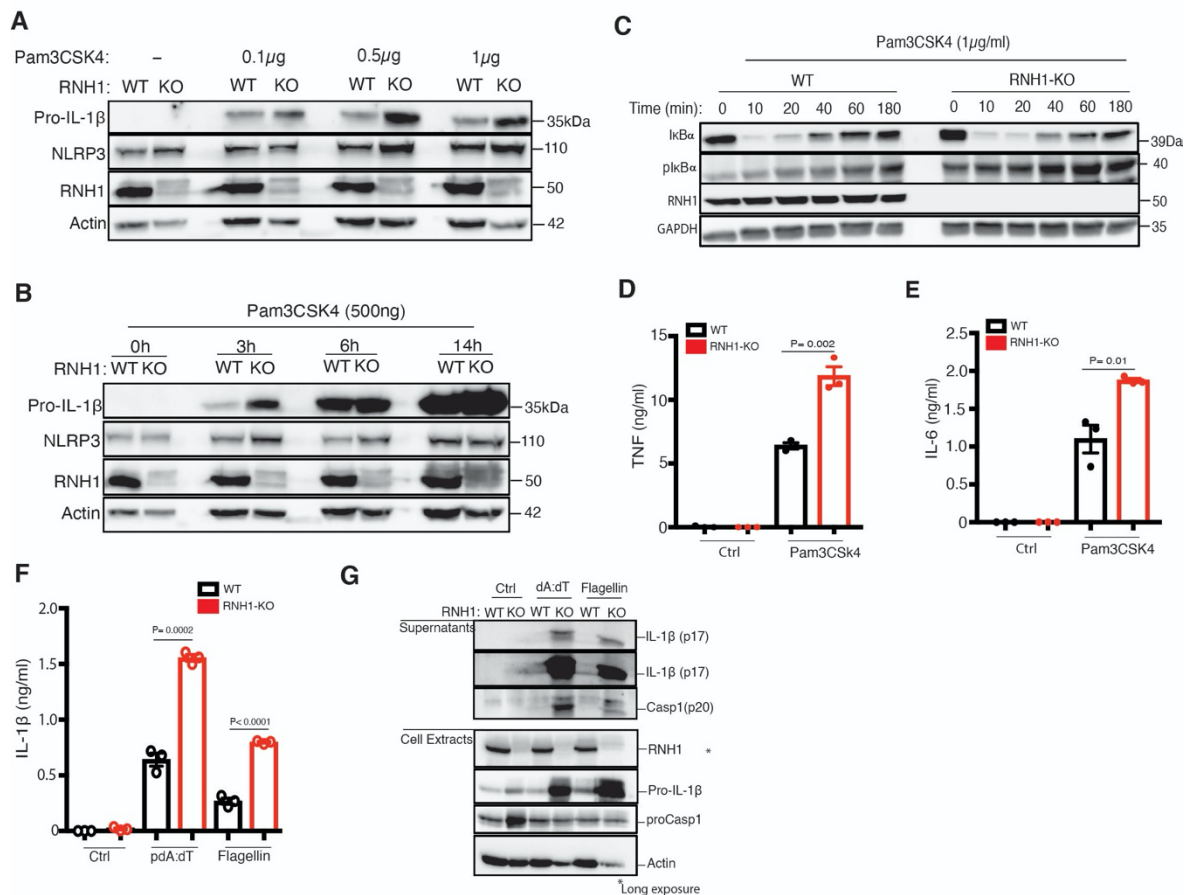 A
Pam3CSK4: – 0.1µg 0.5µg 1µg
RNH1: WT KO WT KO WT KO WT KO
Pro-IL-1β 35kDa
NLRP3 110
RNH1 50
Actin 42
B
Pam3CSK4 (500ng)
0h 3h 6h 14h
RNH1: WT KO WT KO WT KO WT KO
Pro-IL-1β 35kDa
NLRP3 110
RNH1 50
Actin 42
C
Pam3CSK4 (1µg/ml)
WT RNH1-KO
Time (min): 0 10 20 40 60 180 0 10 20 40 60 180
IκBα 39Da
pIκBα 40
RNH1 50
GAPDH 35
D
WT
RNH1-KO
P= 0.002
TNF (ng/ml)
15
10
5
0
Ctrl Pam3CSk4
E
WT
RNH1-KO
P= 0.01
IL-6 (ng/ml)
2.5
2.0
1.5
1.0
0.5
0.0
Ctrl Pam3CSK4
F
WT
RNH1-KO
P= 0.0002
P< 0.0001
IL-1β (ng/ml)
2.0
1.5
1.0
0.5
0.0
Ctrl pdA:dT Flagellin
G
Ctrl dA:dT Flagellin
RNH1: WT KO WT KO WT KO
Supernatants
IL-1β (p17)
IL-1β (p17)
Casp1(p20)
Cell Extracts
RNH1 *
Pro-IL-1β
proCasp1
Actin
*Long exposure